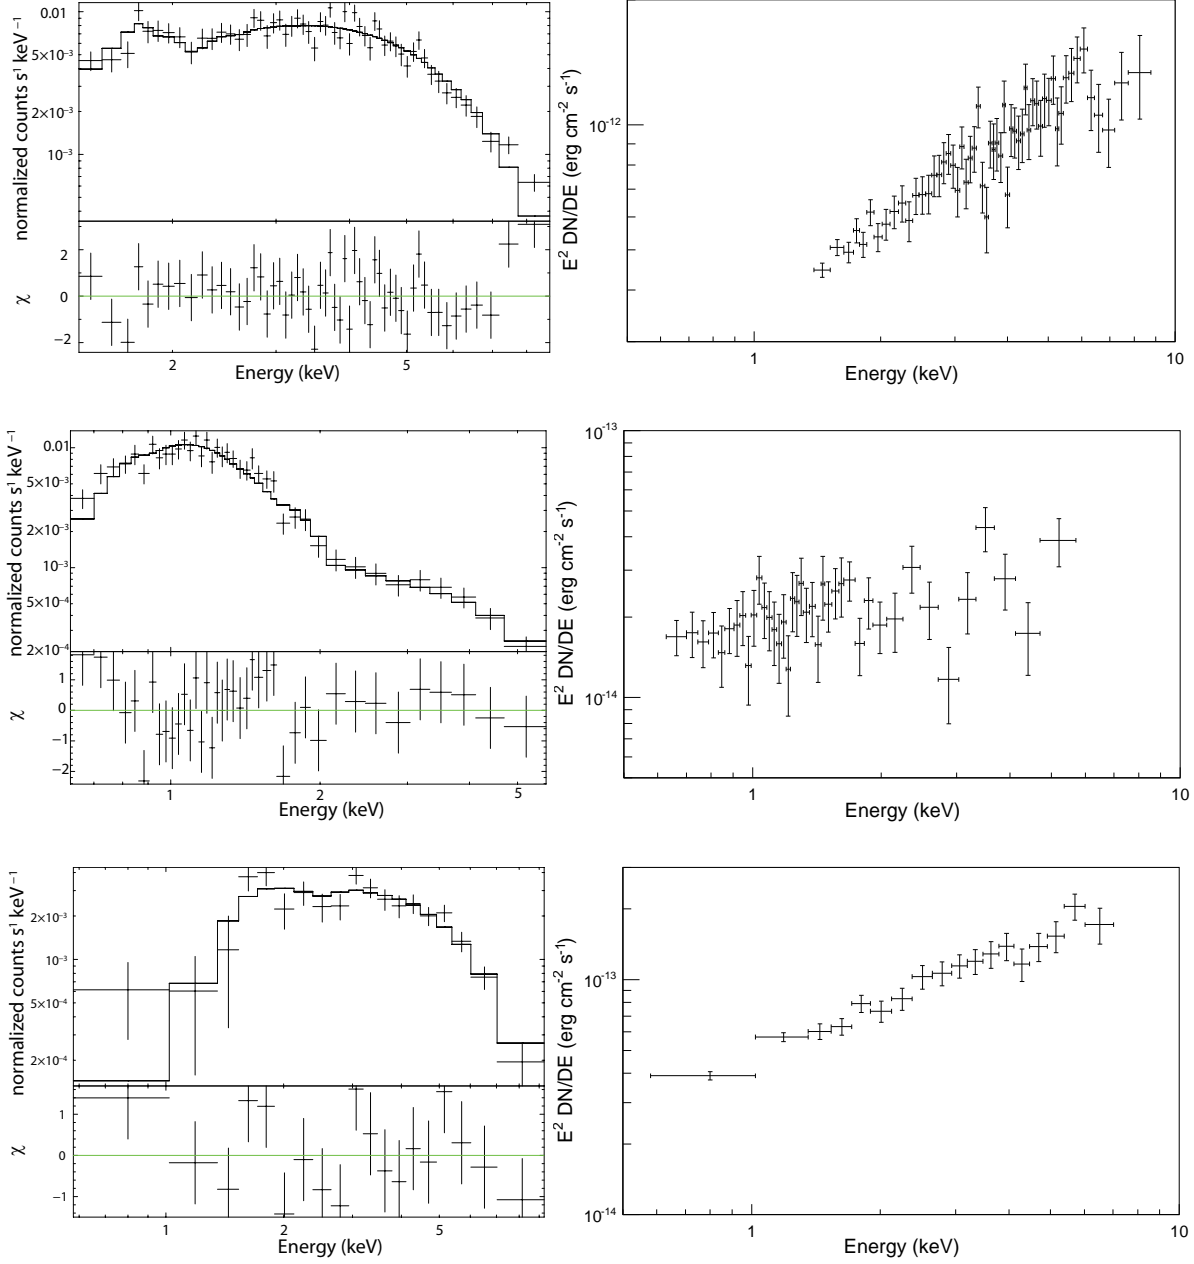 normalized counts s¹ keV⁻¹
0.01
5×10⁻³
2×10⁻³
10⁻³
χ
2
0
−2
2 5
Energy (keV)
E² DN/DE (erg cm⁻² s⁻¹)
10⁻¹²
1 10
Energy (keV)
normalized counts s¹ keV⁻¹
0.01
5×10⁻³
2×10⁻³
10⁻³
5×10⁻⁴
2×10⁻⁴
χ
1
0
−1
−2
1 2 5
Energy (keV)
E² DN/DE (erg cm⁻² s⁻¹)
10⁻¹³
10⁻¹⁴
1 10
Energy (keV)
normalized counts s¹ keV⁻¹
2×10⁻³
10⁻³
5×10⁻⁴
2×10⁻⁴
χ
1
0
−1
1 2 5
Energy (keV)
E² DN/DE (erg cm⁻² s⁻¹)
10⁻¹³
10⁻¹⁴
1 10
Energy (keV)